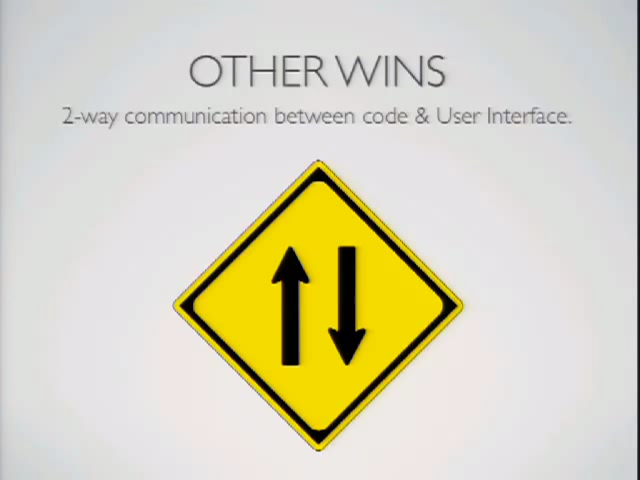 OTHER WINS
2-way communication between code & User Interface.